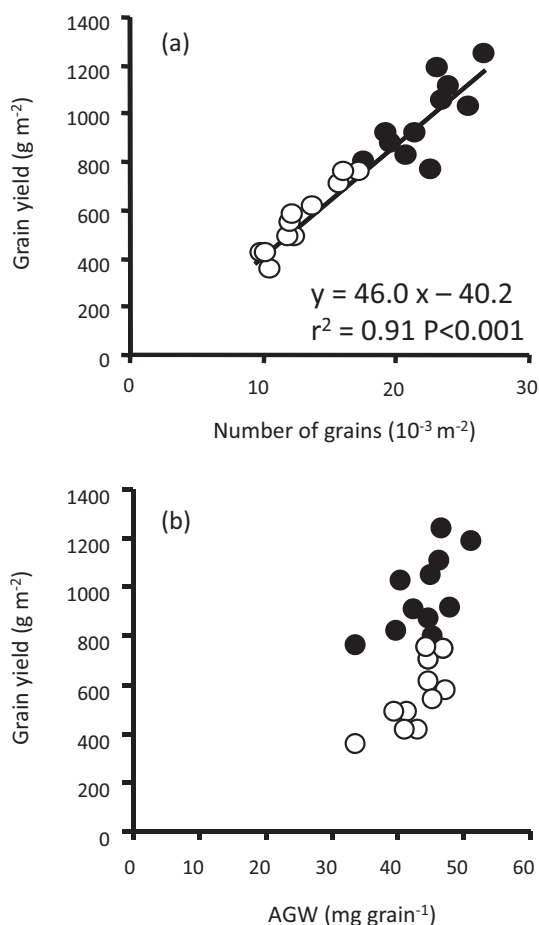 1400
(a)
1200
1000
800
600
400
200
0
Grain yield (g m⁻²)
y = 46.0 x – 40.2
r² = 0.91 P<0.001
0 10 20 30
Number of grains (10⁻³ m⁻²)
1400
(b)
1200
1000
800
600
400
200
0
Grain yield (g m⁻²)
0 10 20 30 40 50 60
AGW (mg grain⁻¹)